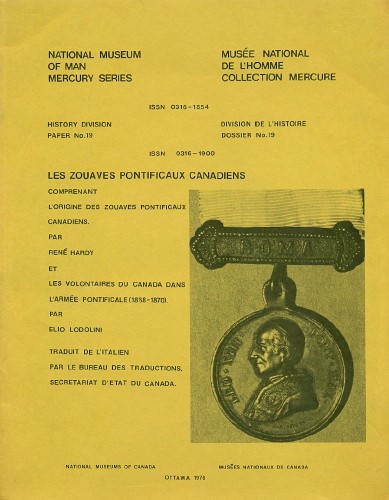 NATIONAL MUSEUM
OF MAN
MERCURY SERIES
MUSÉE NATIONAL
DE L'HOMME
COLLECTION MERCURE
ISSN 0316-1854
HISTORY DIVISION
PAPER No.19
DIVISION DE L'HISTOIRE
DOSSIER No.19
ISSN 0316-1900
LES ZOUAVES PONTIFICAUX CANADIENS
COMPRENANT
L'ORIGINE DES ZOUAVES PONTIFICAUX
CANADIENS.
PAR
RENÉ HARDY
ET
LES VOLONTAIRES DU CANADA DANS
L'ARMÉE PONTIFICALE (1868-1870).
PAR
ELIO LODOLINI
TRADUIT DE L'ITALIEN
PAR LE BUREAU DES TRADUCTIONS,
SECRETARIAT D'ETAT DU CANADA.
ROMA
NATIONAL MUSEUMS OF CANADA
MUSÉES NATIONAUX DU CANADA
OTTAWA 1976